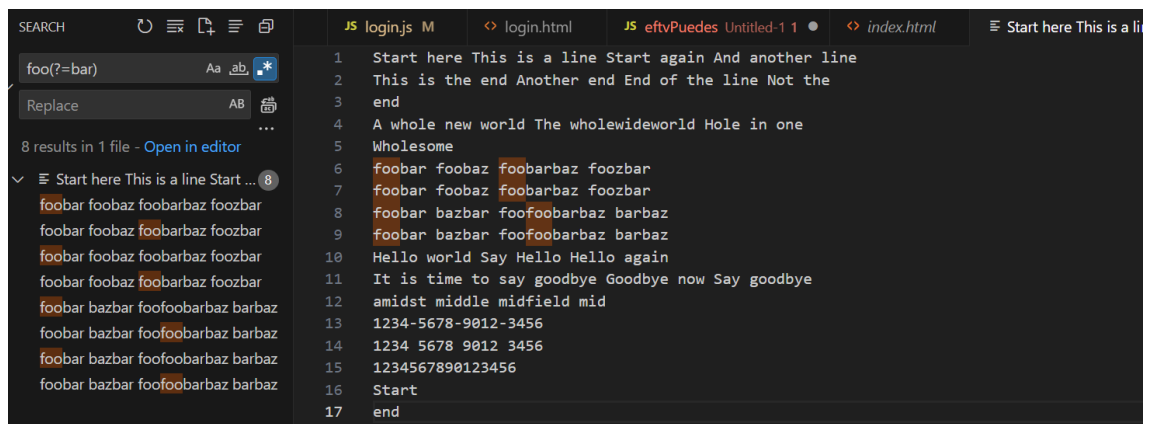 SEARCH
JS login.js M
<> login.html
JS eftvPuedes Untitled-1 1
<> index.html
Start here This is a li
foo(?=bar)
Aa ab .*
Replace
AB
...
8 results in 1 file - Open in editor
Start here This is a line Start ... 8
foobar foobaz foobarbaz foozbar
foobar foobaz foobarbaz foozbar
foobar foobaz foobarbaz foozbar
foobar foobaz foobarbaz foozbar
foobar bazbar foofoobarbaz barbaz
foobar bazbar foofoobarbaz barbaz
foobar bazbar foofoobarbaz barbaz
foobar bazbar foofoobarbaz barbaz
1 Start here This is a line Start again And another line
2 This is the end Another end End of the line Not the
3 end
4 A whole new world The wholewideworld Hole in one
5 Wholesome
6 foobar foobaz foobarbaz foozbar
7 foobar foobaz foobarbaz foozbar
8 foobar bazbar foofoobarbaz barbaz
9 foobar bazbar foofoobarbaz barbaz
10 Hello world Say Hello Hello again
11 It is time to say goodbye Goodbye now Say goodbye
12 amidst middle midfield mid
13 1234-5678-9012-3456
14 1234 5678 9012 3456
15 1234567890123456
16 Start
17 end